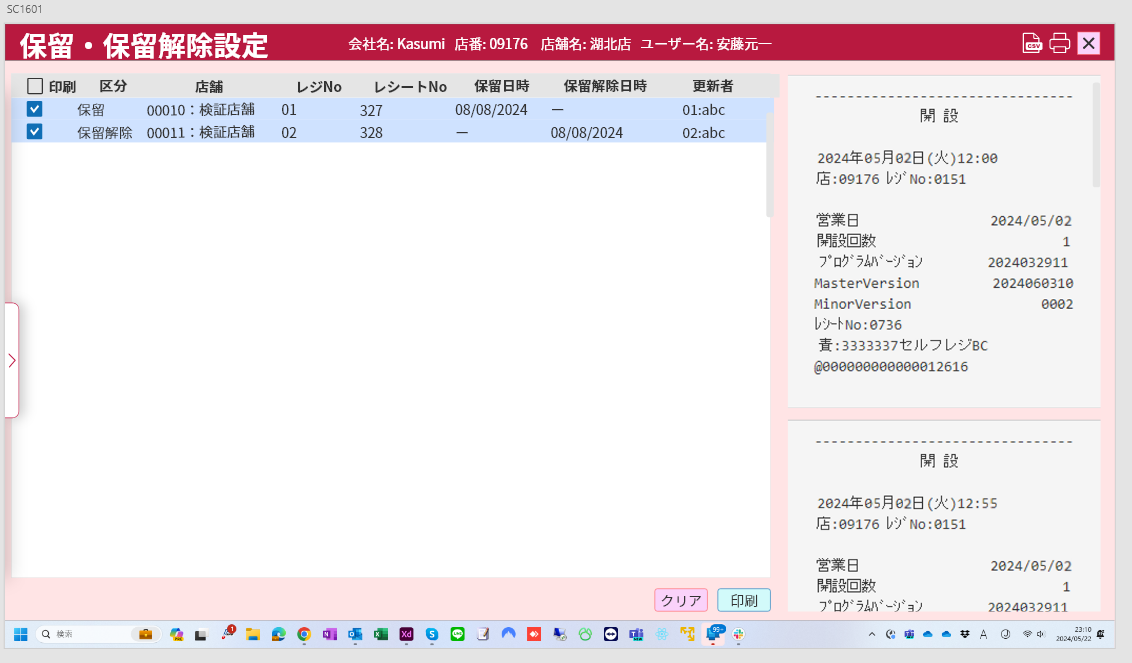 SC1601
保留・保留解除設定
会社名: Kasumi 店番: 09176 店舗名: 湖北店 ユーザー名: 安藤元一
CSV
印刷 区分 店舗 レジNo レシートNo 保留日時 保留解除日時 更新者
保留 00010：検証店舗 01 327 08/08/2024 ー 01:abc
保留解除 00011：検証店舗 02 328 ー 08/08/2024 02:abc
--------------------------------
開 設
2024年05月02日(火)12:00
店:09176 ﾚｼﾞNo:0151
営業日 2024/05/02
開設回数 1
ﾌﾟﾛｸﾞﾗﾑﾊﾞｰｼﾞｮﾝ 2024032911
MasterVersion 2024060310
MinorVersion 0002
ﾚｼｰﾄNo:0736
責:3333337セルフレジBC
@000000000000012616
--------------------------------
開 設
2024年05月02日(火)12:55
店:09176 ﾚｼﾞNo:0151
営業日 2024/05/02
開設回数 1
ﾌﾟﾛｸﾞﾗﾑﾊﾞｰｼﾞｮﾝ 2024032911
クリア 印刷
検索
23:10
2024/05/22